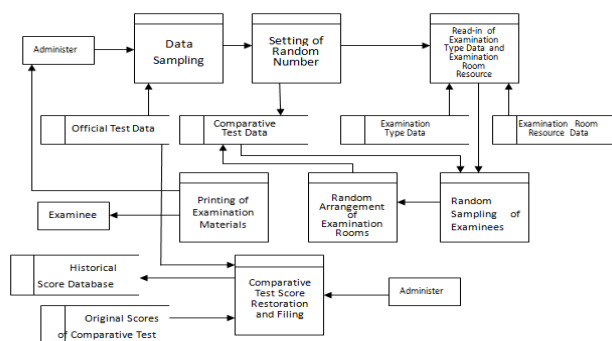 Administer
Data
Sampling
Setting of
Random
Number
Read-in of
Examination
Type Data and
Examination
Room
Resource
Official Test Data
Comparative
Test Data
Examination
Type Data
Examination Room
Resource Data
Examinee
Printing of
Examination
Materials
Random
Arrangement
of
Examination
Rooms
Random
Sampling of
Examinees
Historical
Score Database
Comparative
Test Score
Restoration
and Filing
Administer
Original Scores
of Comparative Test